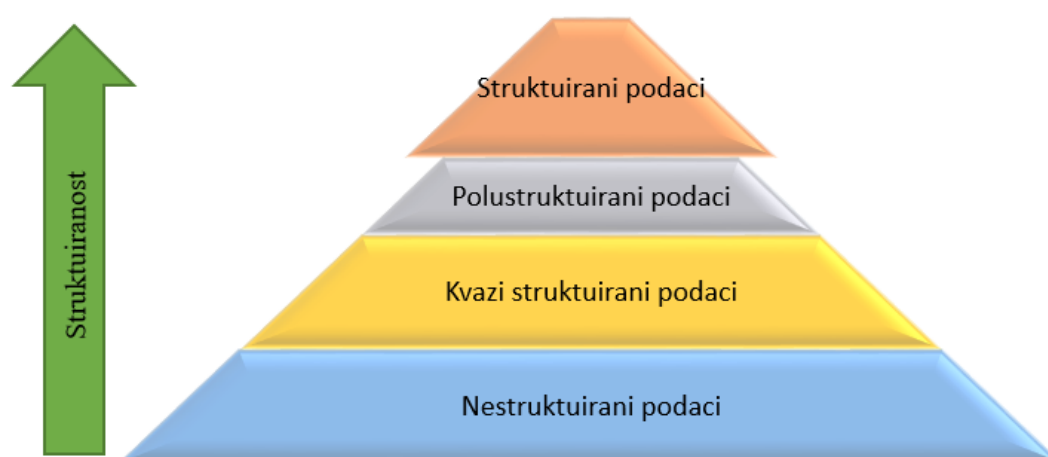 Struktuiranost
Struktuirani podaci
Polustruktuirani podaci
Kvazi struktuirani podaci
Nestruktuirani podaci